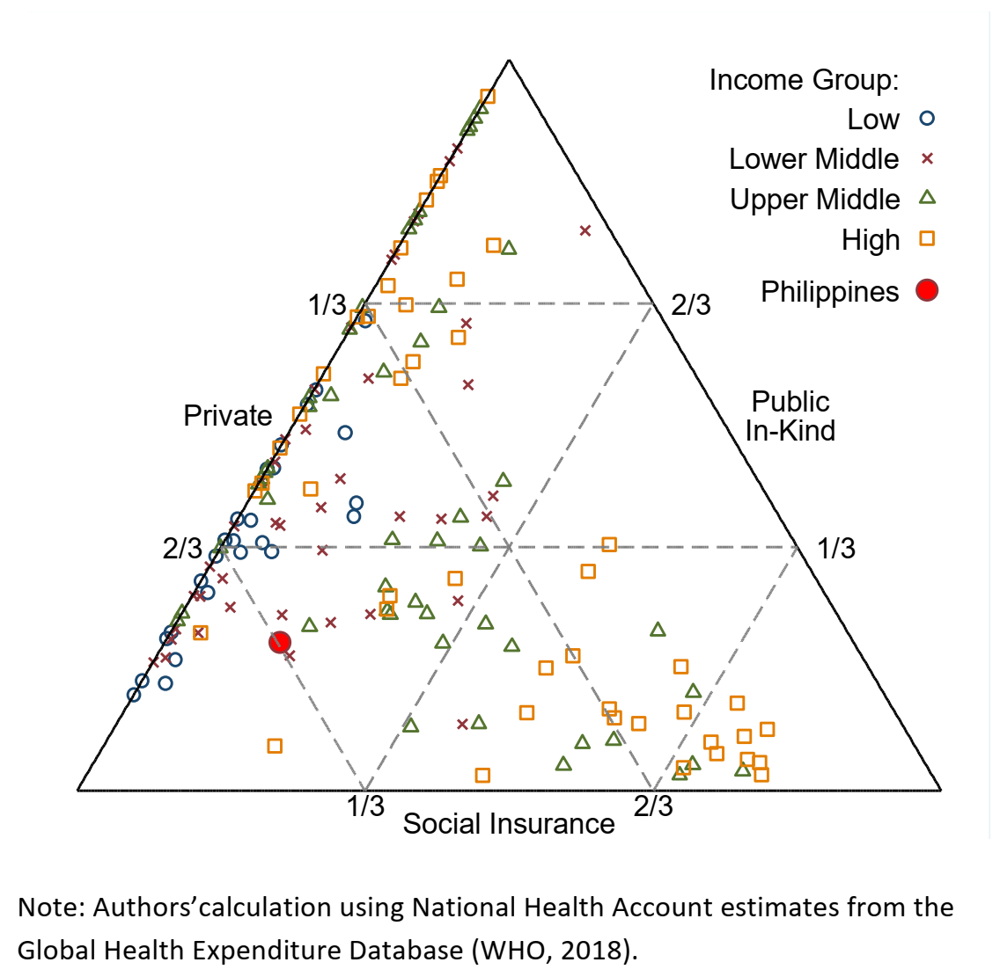 Income Group:
Low
Lower Middle
Upper Middle
High
Philippines
1/3
2/3
Private
Public
In-Kind
2/3
1/3
1/3
2/3
Social Insurance
Note: Authors’calculation using National Health Account estimates from the
Global Health Expenditure Database (WHO, 2018).